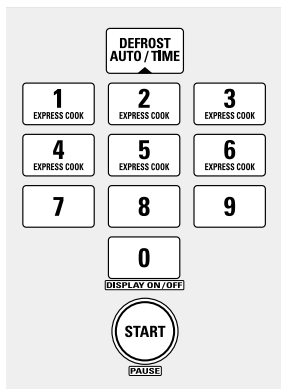 DEFROST
AUTO / TIME
1 2 3
EXPRESS COOK EXPRESS COOK EXPRESS COOK
4 5 6
EXPRESS COOK EXPRESS COOK EXPRESS COOK
7 8 9
0
DISPLAY ON/OFF
START
PAUSE